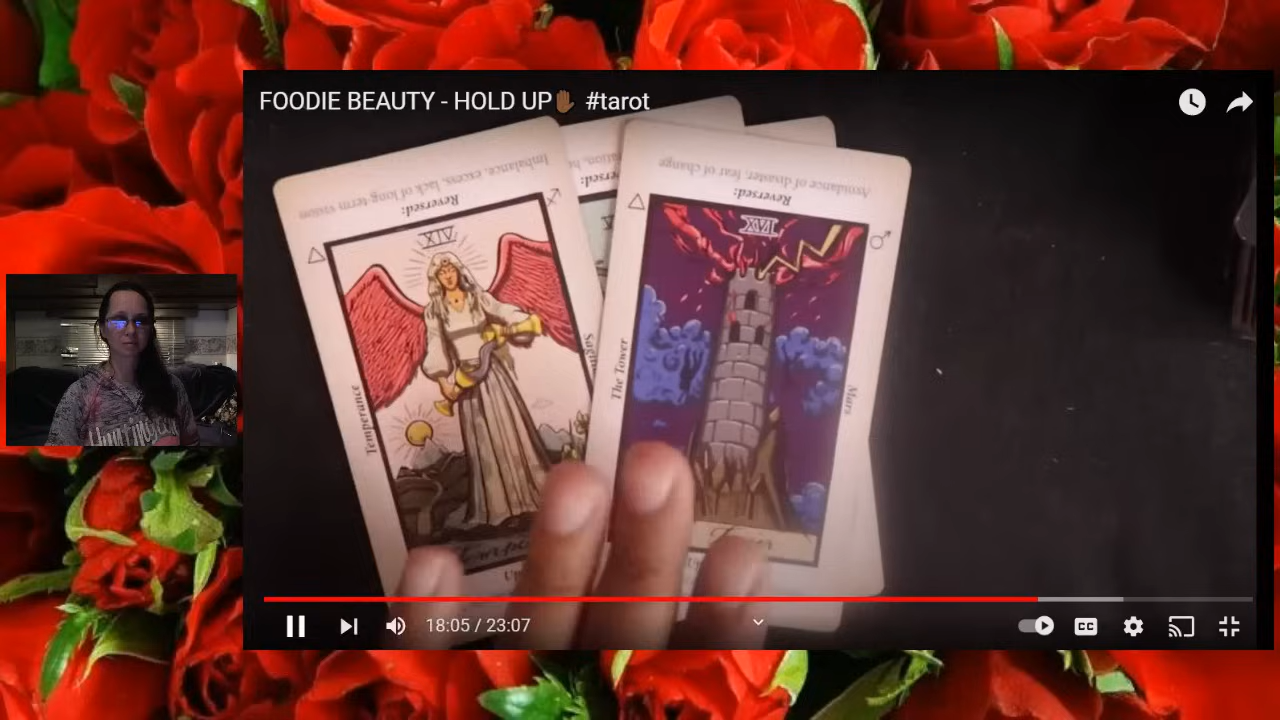 FOODIE BEAUTY - HOLD UP✋🏾 #tarot
Imbalance, excess, lack of long-term vision
Reversed:
XIV
Temperance
Avoidance of disaster, fear of change
Reversed:
XVI
The Tower
Mars
18:05 / 23:07
CC